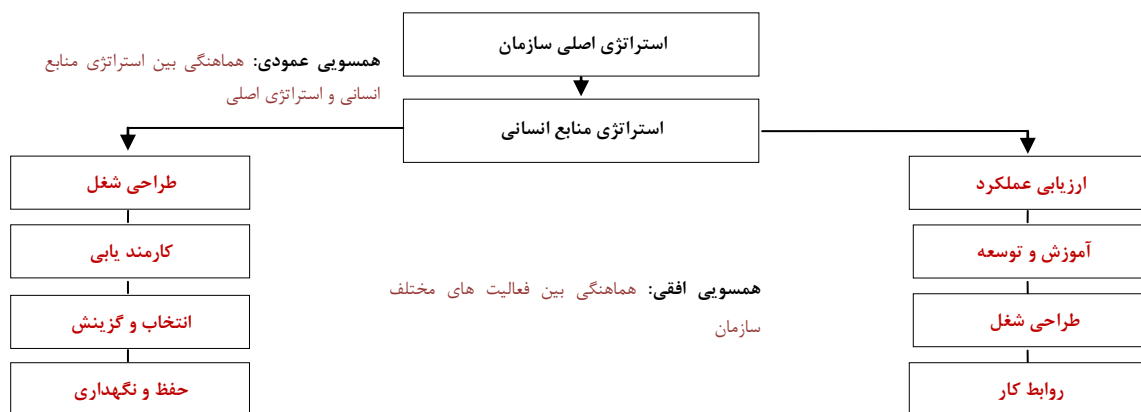 استراتژی اصلی سازمان
همسویی عمودی: هماهنگی بین استراتژی منابع
انسانی و استراتژی اصلی
استراتژی منابع انسانی
ارزیابی عملکرد
آموزش و توسعه
طراحی شغل
روابط کار
همسویی افقی: هماهنگی بین فعالیت های مختلف
سازمان
طراحی شغل
کارمند یابی
انتخاب و گزینش
حفظ و نگهداری